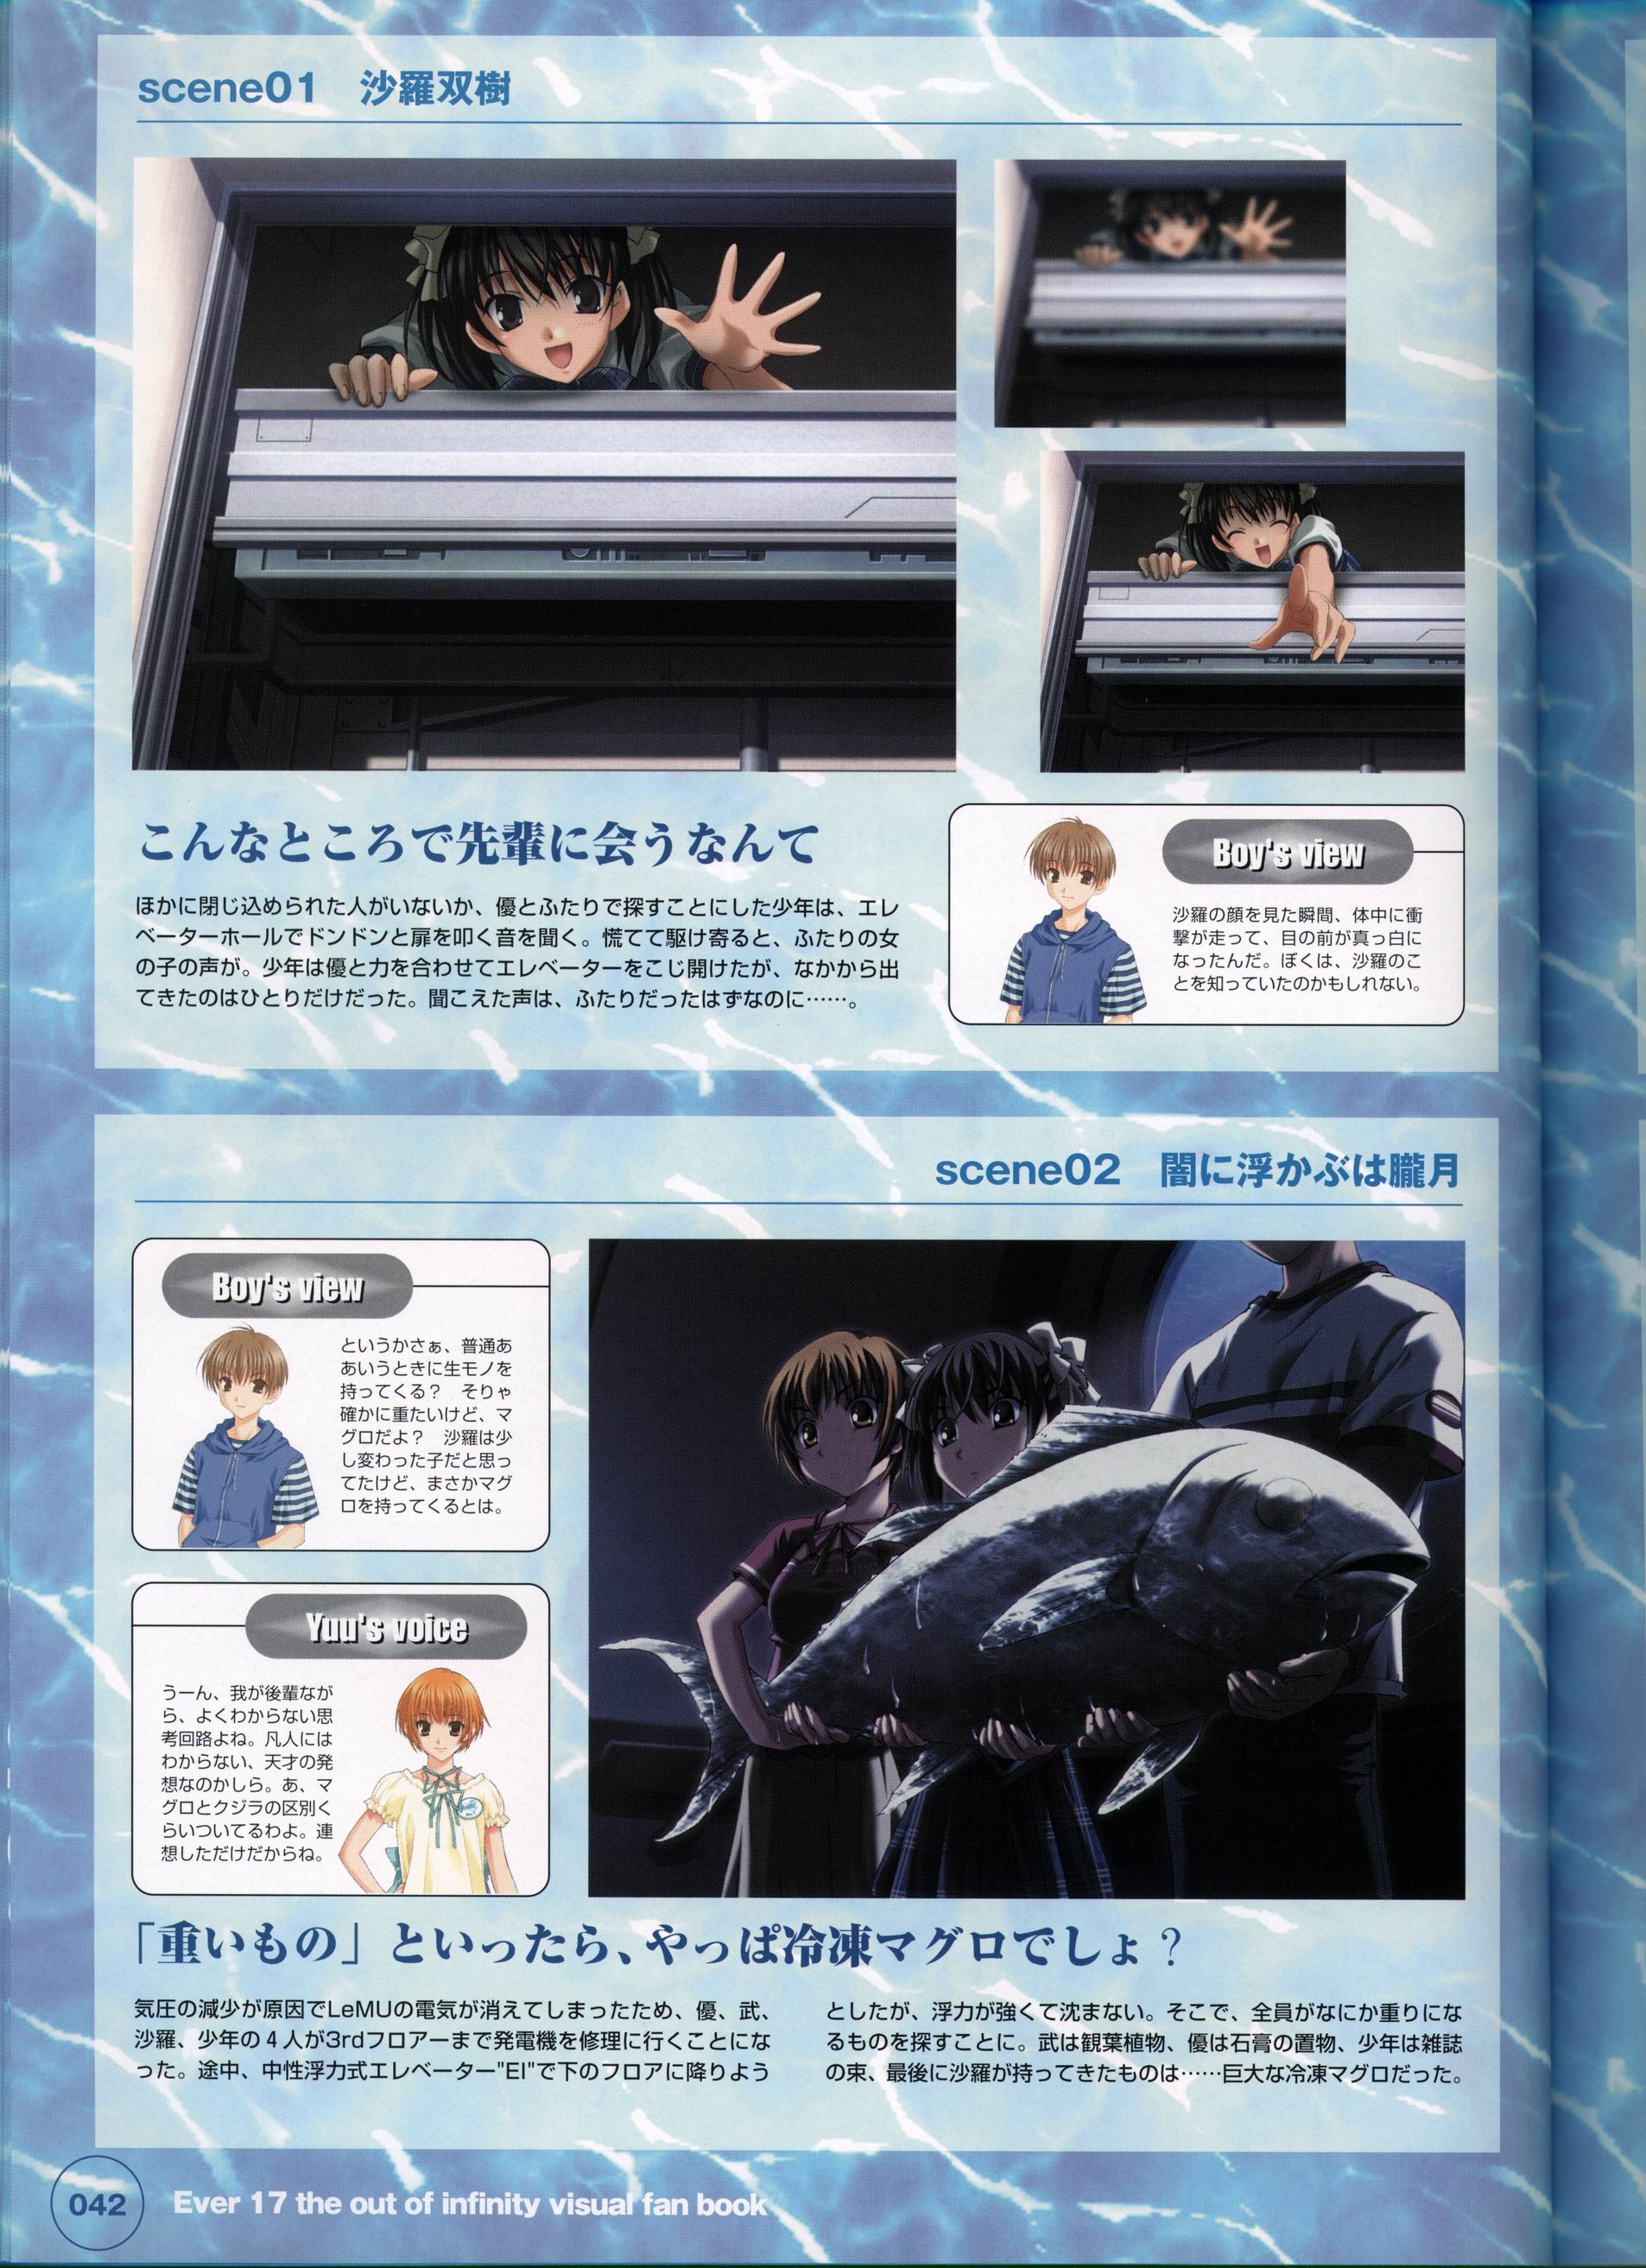 scene01　沙羅双樹
こんなところで先輩に会うなんて
ほかに閉じ込められた人がいないか、優とふたりで探すことにした少年は、エレ
ベーターホールでドンドンと扉を叩く音を聞く。慌てて駆け寄ると、ふたりの女
の子の声が。少年は優と力を合わせてエレベーターをこじ開けたが、なかから出
てきたのはひとりだけだった。聞こえた声は、ふたりだったはずなのに……。
Boy's view
沙羅の顔を見た瞬間、体中に衝
撃が走って、目の前が真っ白に
なったんだ。ぼくは、沙羅のこ
とを知っていたのかもしれない。
scene02　闇に浮かぶは朧月
Boy's view
というかさぁ、普通あ
あいうときに生モノを
持ってくる？　そりゃ
確かに重たいけど、マ
グロだよ？　沙羅は少
し変わった子だと思っ
てたけど、まさかマグ
ロを持ってくるとは。
Yuu's voice
うーん、我が後輩なが
ら、よくわからない思
考回路よね。凡人には
わからない、天才の発
想なのかしら。あ、マ
グロとクジラの区別く
らいついてるわよ。連
想しただけだからね。
「重いもの」といったら、やっぱ冷凍マグロでしょ？
気圧の減少が原因でLeMUの電気が消えてしまったため、優、武、
沙羅、少年の４人が3rdフロアーまで発電機を修理に行くことにな
った。途中、中性浮力式エレベーター"EI"で下のフロアに降りよう
としたが、浮力が強くて沈まない。そこで、全員がなにか重りにな
るものを探すことに。武は観葉植物、優は石膏の置物、少年は雑誌
の束、最後に沙羅が持ってきたものは……巨大な冷凍マグロだった。
042
Ever 17 the out of infinity visual fan book